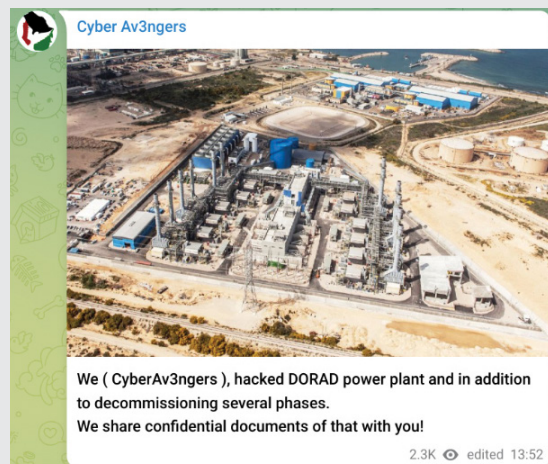 Cyber Av3ngers
We ( CyberAv3ngers ), hacked DORAD power plant and in addition
to decommissioning several phases.
We share confidential documents of that with you!
2.3K edited 13:52